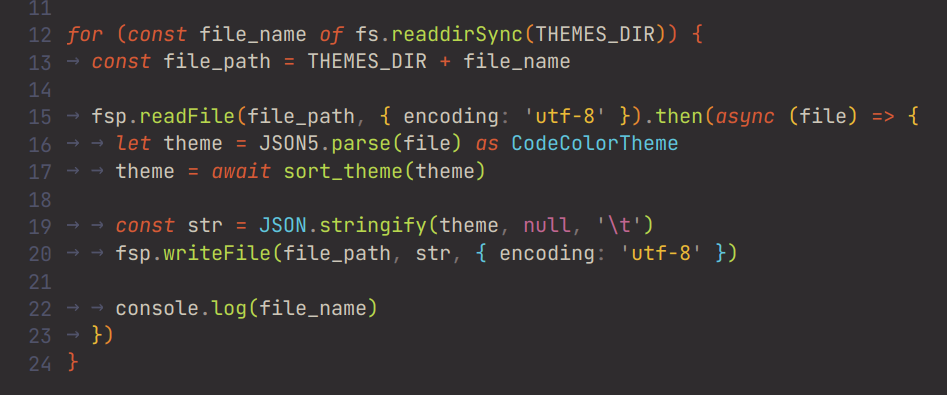 11
12 for (const file_name of fs.readdirSync(THEMES_DIR)) {
13 → const file_path = THEMES_DIR + file_name
14
15 → fsp.readFile(file_path, { encoding: 'utf-8' }).then(async (file) => {
16 → → let theme = JSON5.parse(file) as CodeColorTheme
17 → → theme = await sort_theme(theme)
18
19 → → const str = JSON.stringify(theme, null, '\t')
20 → → fsp.writeFile(file_path, str, { encoding: 'utf-8' })
21
22 → → console.log(file_name)
23 → })
24 }